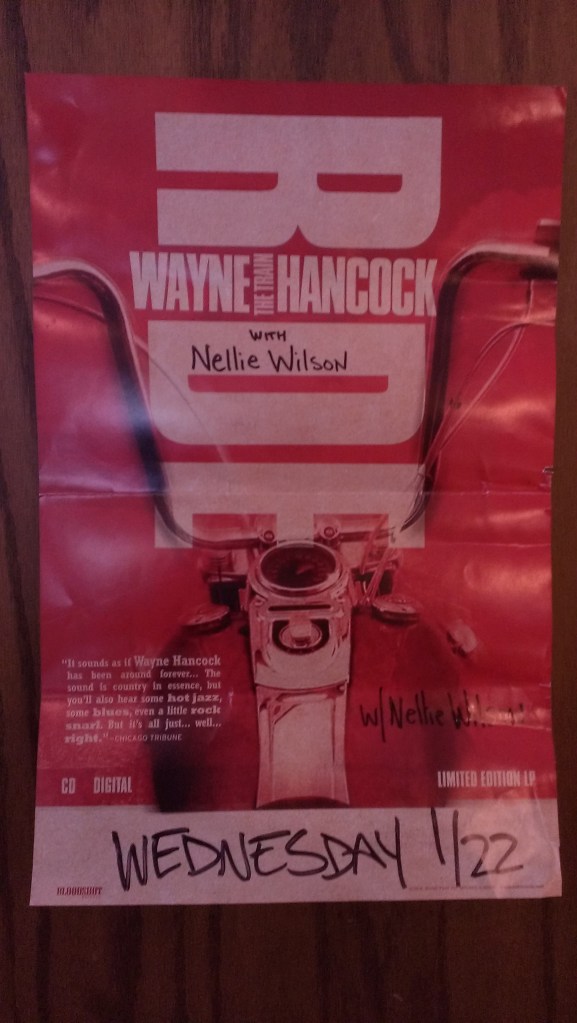 RIDE
WAYNE THE TRAIN HANCOCK
WITH
Nellie Wilson
"It sounds as if Wayne Hancock
has been around forever... The
sound is country in essence, but
you'll also hear some hot jazz,
some blues, even a little rock
snarl. But it's all just... well...
right." –CHICAGO TRIBUNE
w/ Nellie Wilson
CD DIGITAL
LIMITED EDITION LP
WEDNESDAY 1/22
BLOODSHOT